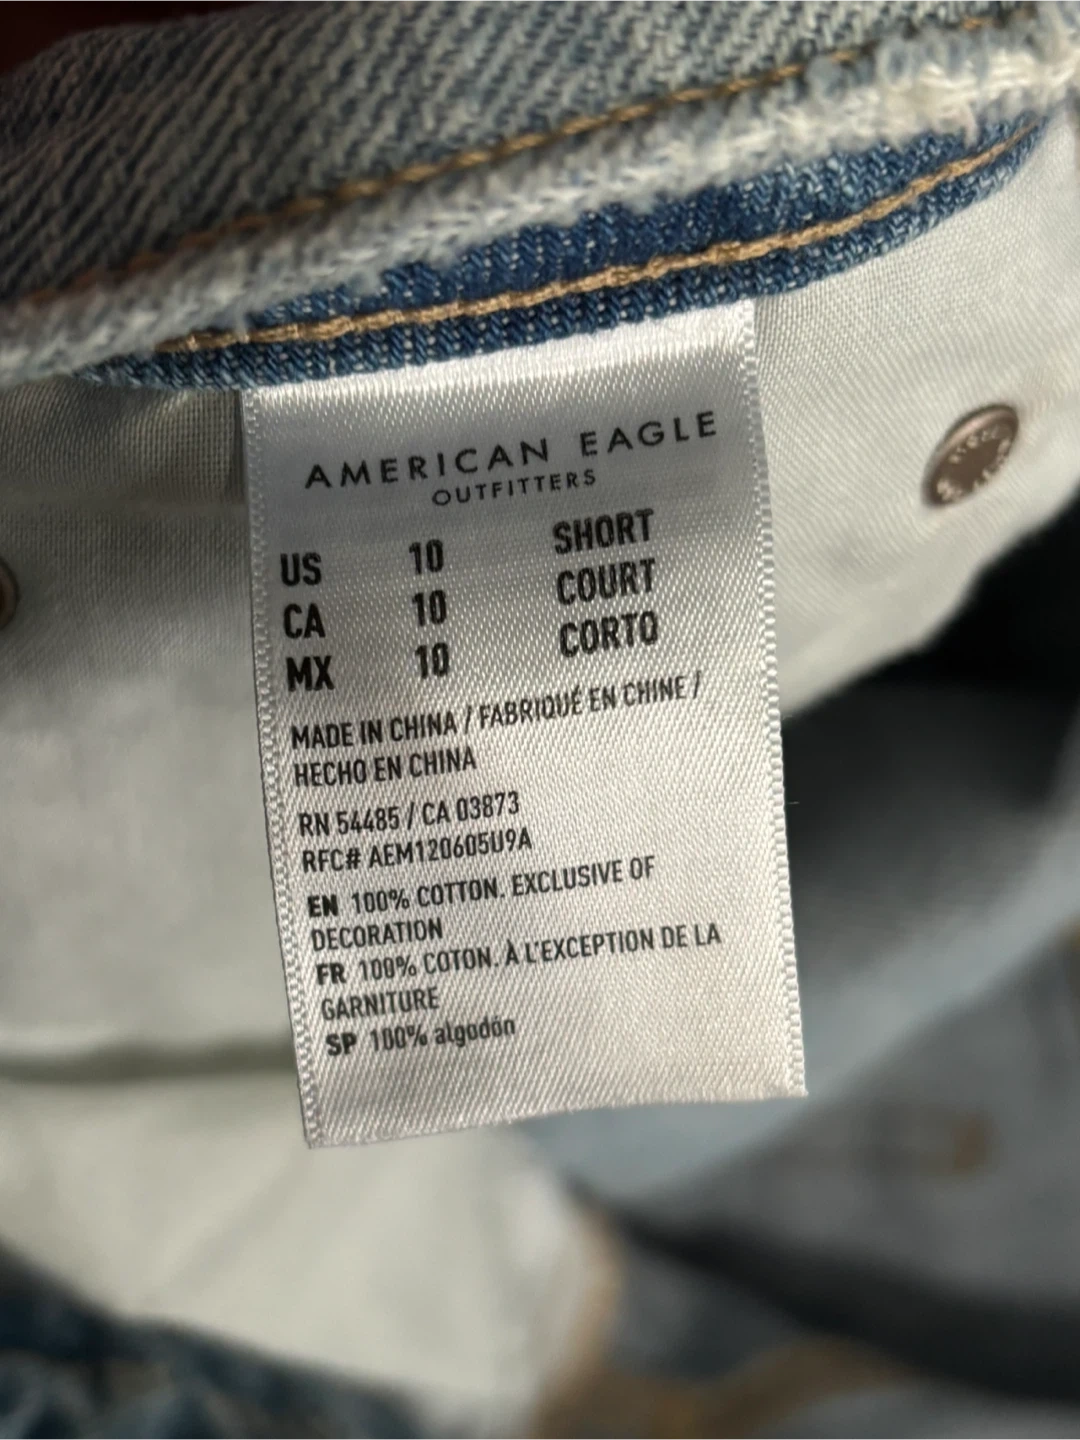 AMERICAN EAGLE
OUTFITTERS
US 10 SHORT
CA 10 COURT
MX 10 CORTO
MADE IN CHINA / FABRIQUÉ EN CHINE /
HECHO EN CHINA
RN 54485 / CA 03873
RFC# AEM120605U9A
EN 100% COTTON. EXCLUSIVE OF
DECORATION
FR 100% COTON. À L'EXCEPTION DE LA
GARNITURE
SP 100% algodón